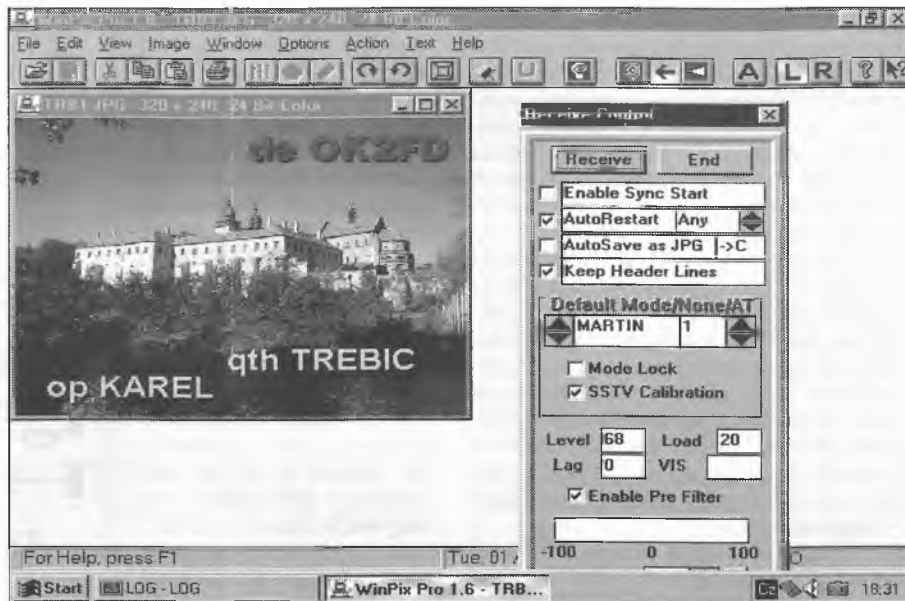 File Edit View Image Window Options Action Text Help
A L R ?
TRB1.JPG 320 x 240 24 Bit Color
de OK2FD
qth TREBIC
op KAREL
Receive Control
Receive End
Enable Sync Start
AutoRestart Any
AutoSave as JPG |->C
Keep Header Lines
Default Mode/None/AT
MARTIN 1
Mode Lock
SSTV Calibration
Level 68 Load 20
Lag 0 VIS
Enable Pre Filter
-100 0 100
For Help, press F1
Tue, 01
Start LOG - LOG WinPix Pro 1.6 - TRB... Cz 18:31